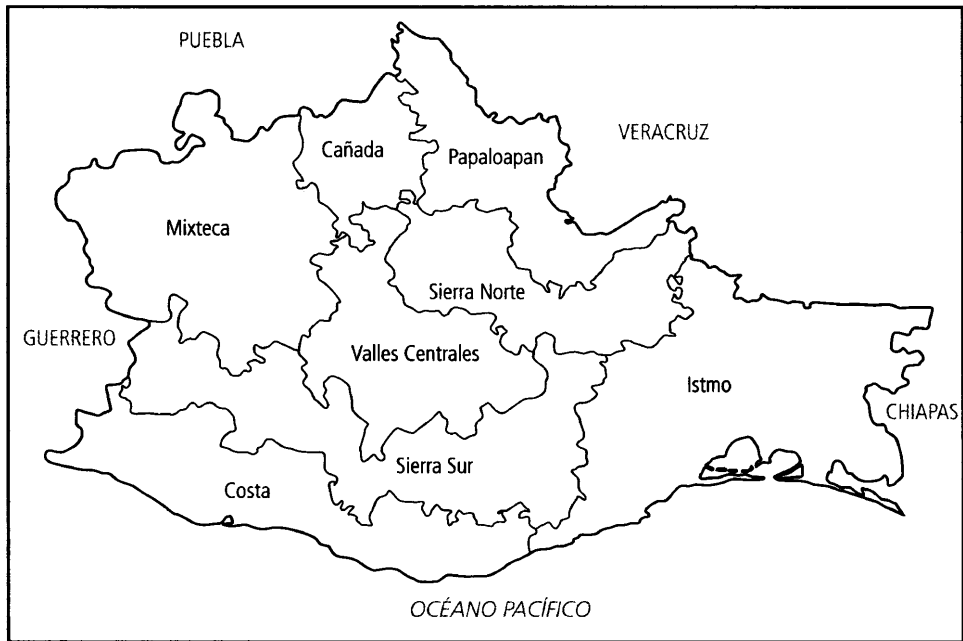 PUEBLA
VERACRUZ
Cañada
Papaloapan
Mixteca
Sierra Norte
GUERRERO
Valles Centrales
Istmo
CHIAPAS
Sierra Sur
Costa
OCÉANO PACÍFICO